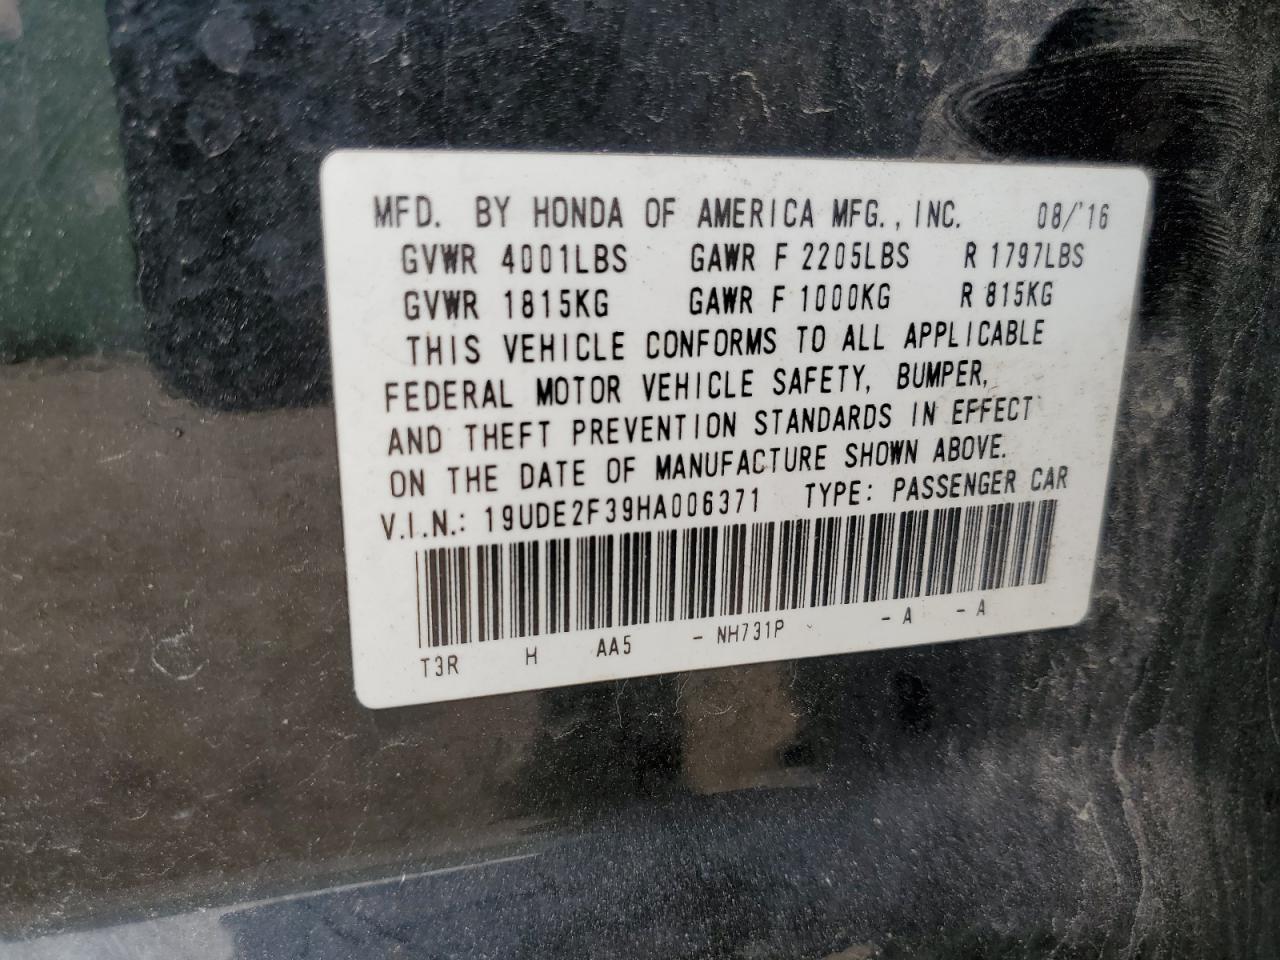 MFD. BY HONDA OF AMERICA MFG., INC. 08/'16
GVWR 4001LBS GAWR F 2205LBS R 1797LBS
GVWR 1815KG GAWR F 1000KG R 815KG
THIS VEHICLE CONFORMS TO ALL APPLICABLE
FEDERAL MOTOR VEHICLE SAFETY, BUMPER,
AND THEFT PREVENTION STANDARDS IN EFFECT
ON THE DATE OF MANUFACTURE SHOWN ABOVE.
V.I.N.: 19UDE2F39HA006371 TYPE: PASSENGER CAR
T3R H AA5 - NH731P - A - A